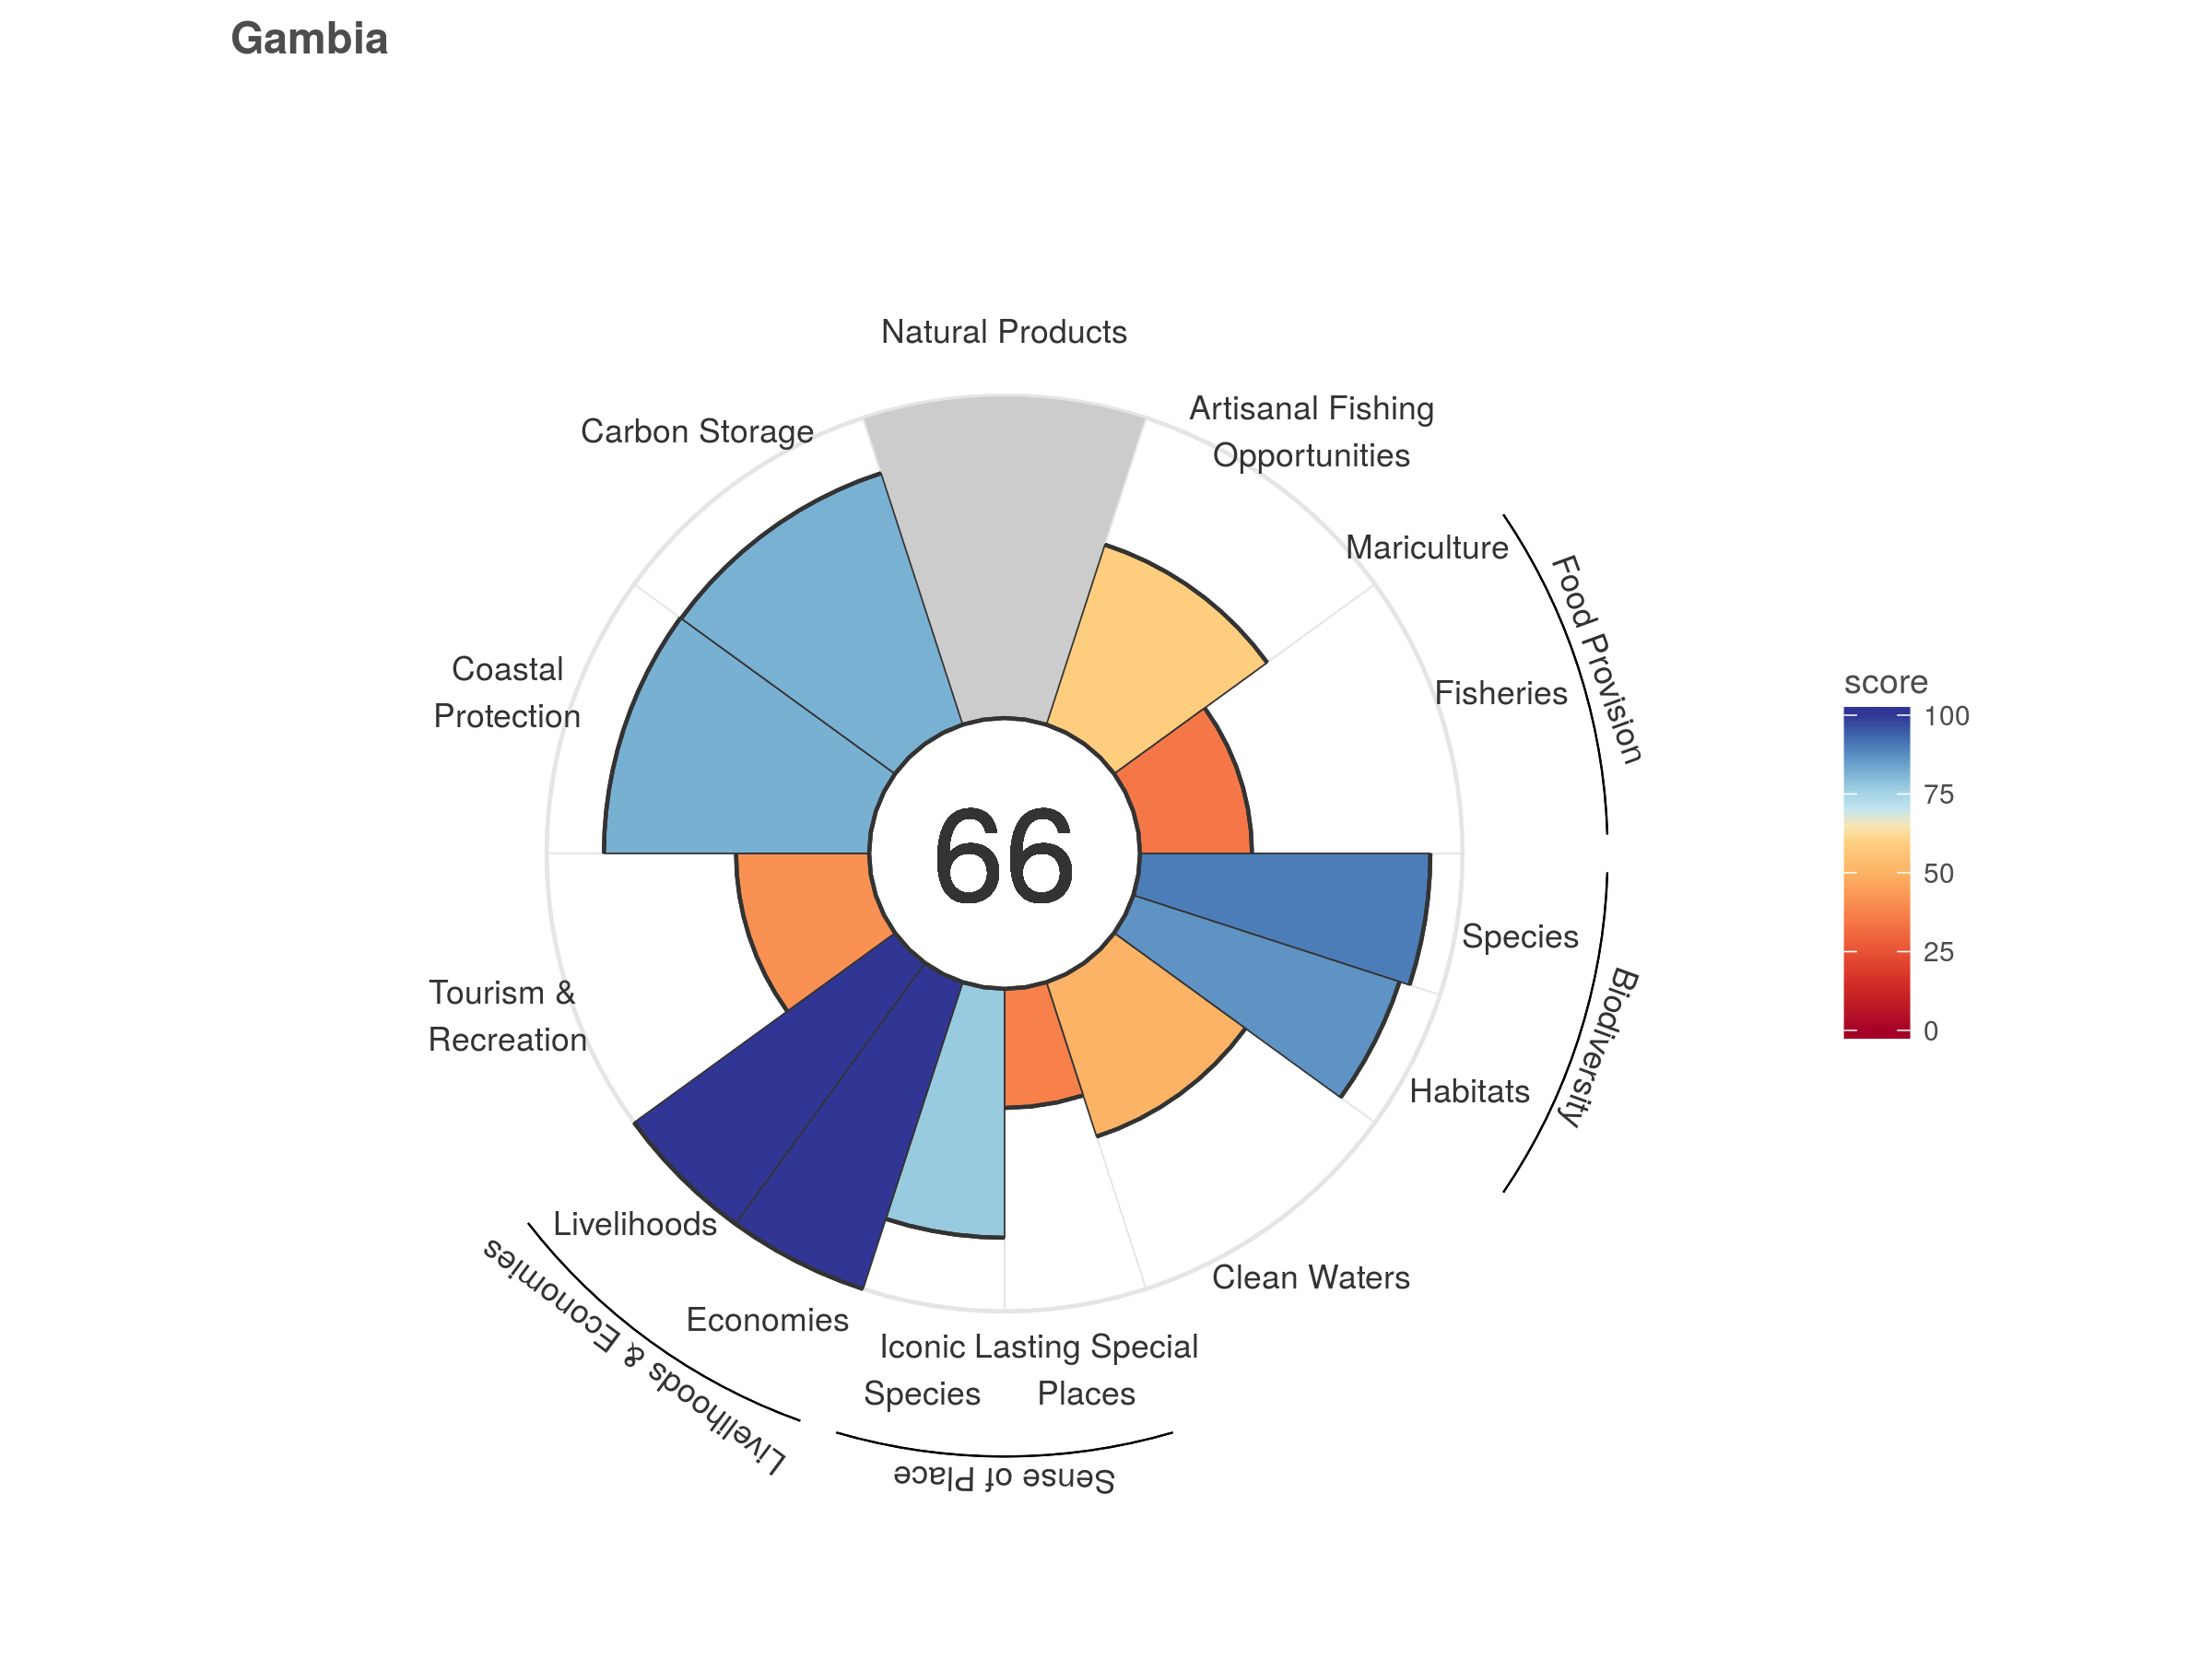 Gambia
Natural Products
Artisanal Fishing
Opportunities
Carbon Storage
Mariculture
Food Provision
Fisheries
Coastal
Protection
score
100
75
50
25
0
66
Species
Biodiversity
Habitats
Tourism &
Recreation
Livelihoods
Livelihoods & Economies
Economies
Clean Waters
Iconic
Species
Lasting Special
Places
Sense of Place